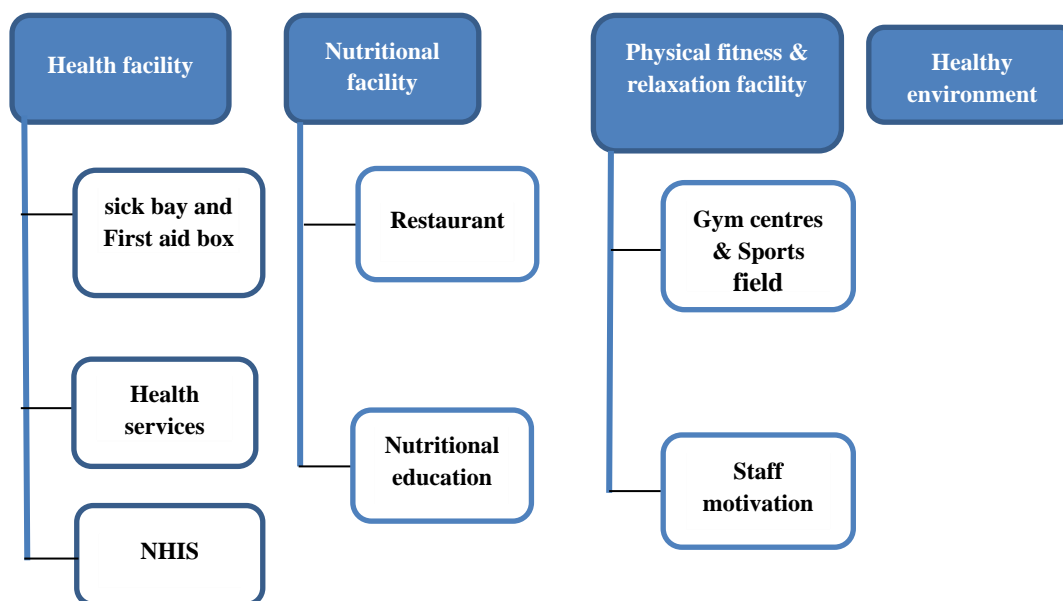 Health facility
sick bay and
First aid box
Health
services
NHIS
Nutritional
facility
Restaurant
Nutritional
education
Physical fitness &
relaxation facility
Gym centres
& Sports
field
Staff
motivation
Healthy
environment